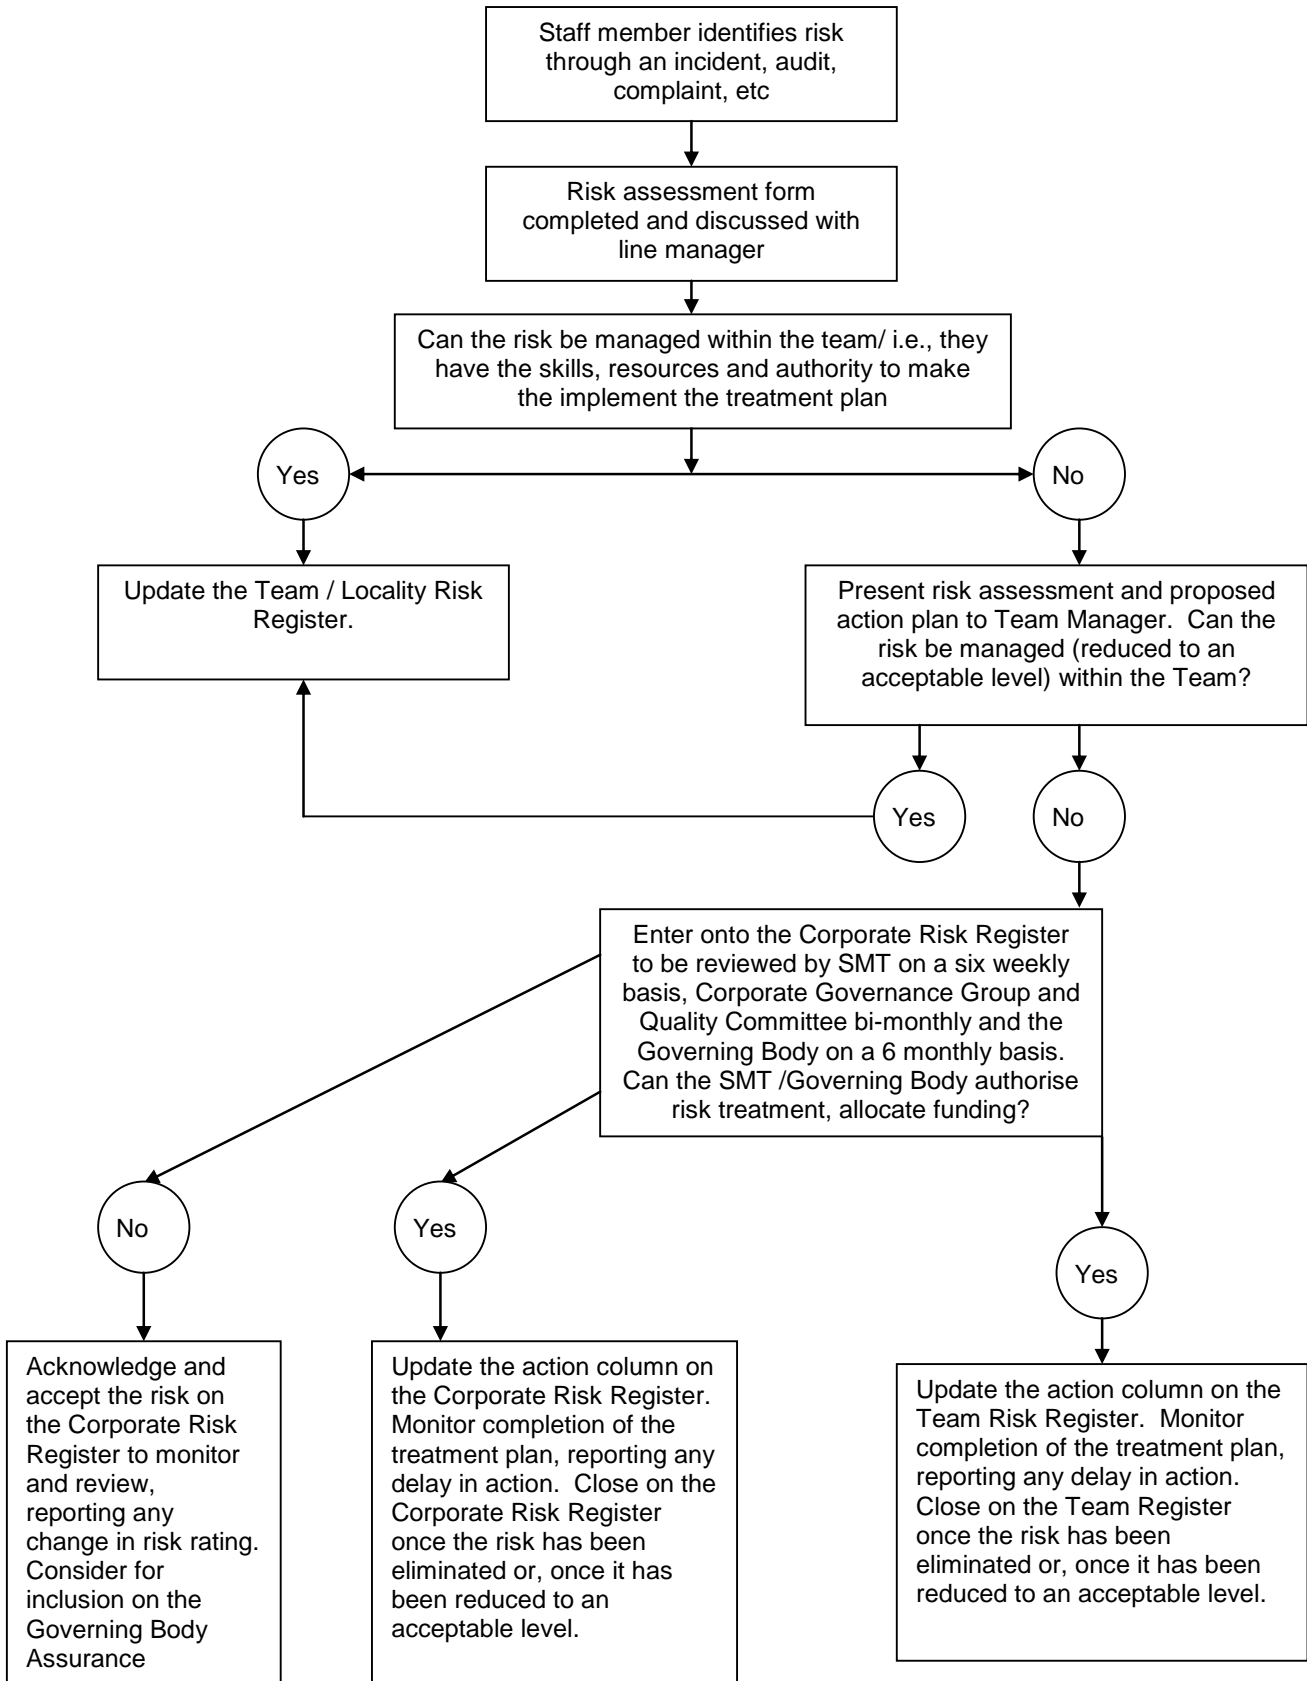 Staff member identifies risk
through an incident, audit,
complaint, etc
Risk assessment form
completed and discussed with
line manager
Can the risk be managed within the team/ i.e., they
have the skills, resources and authority to make
the implement the treatment plan
Yes
No
Update the Team / Locality Risk
Register.
Present risk assessment and proposed
action plan to Team Manager.  Can the
risk be managed (reduced to an
acceptable level) within the Team?
Yes
No
Enter onto the Corporate Risk Register
to be reviewed by SMT on a six weekly
basis, Corporate Governance Group and
Quality Committee bi-monthly and the
Governing Body on a 6 monthly basis.
Can the SMT /Governing Body authorise
risk treatment, allocate funding?
No
Yes
Yes
Acknowledge and
accept the risk on
the Corporate Risk
Register to monitor
and review,
reporting any
change in risk rating.
Consider for
inclusion on the
Governing Body
Assurance
Update the action column on
the Corporate Risk Register.
Monitor completion of the
treatment plan, reporting any
delay in action.  Close on the
Corporate Risk Register
once the risk has been
eliminated or, once it has
been reduced to an
acceptable level.
Update the action column on the
Team Risk Register.  Monitor
completion of the treatment plan,
reporting any delay in action.
Close on the Team Register
once the risk has been
eliminated or, once it has been
reduced to an acceptable level.